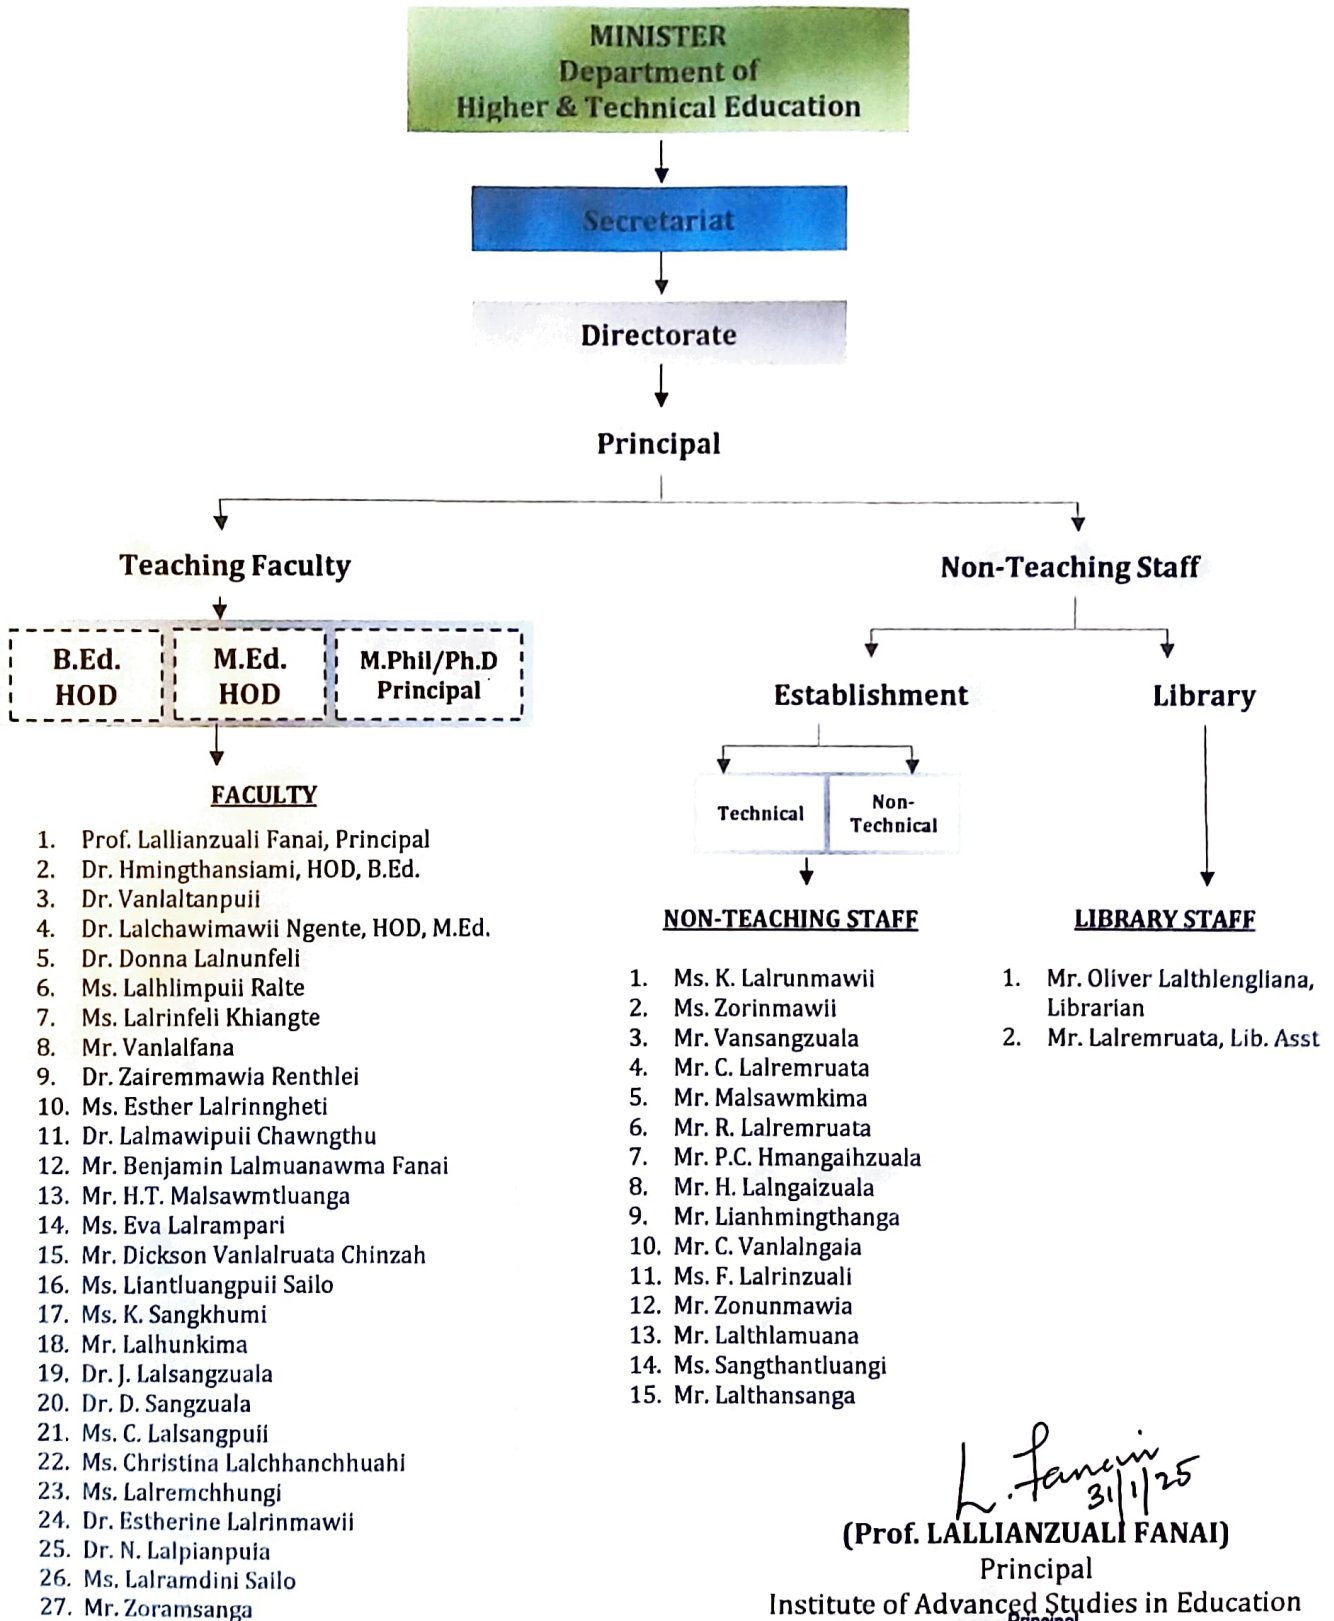 MINISTER
Department of
Higher & Technical Education
Secretariat
Directorate
Principal
Teaching Faculty
Non-Teaching Staff
B.Ed.
HOD
M.Ed.
HOD
M.Phil/Ph.D
Principal
Establishment
Library
Technical
Non-
Technical
FACULTY
1. Prof. Lallianzuali Fanai, Principal
2. Dr. Hmingthansiami, HOD, B.Ed.
3. Dr. Vanlaltanpuii
4. Dr. Lalchawimawii Ngente, HOD, M.Ed.
5. Dr. Donna Lalnunfeli
6. Ms. Lalhlimpuii Ralte
7. Ms. Lalrinfeli Khiangte
8. Mr. Vanlalfana
9. Dr. Zairemmawia Renthlei
10. Ms. Esther Lalrinngheti
11. Dr. Lalmawipuii Chawngthu
12. Mr. Benjamin Lalmuanawma Fanai
13. Mr. H.T. Malsawmtluanga
14. Ms. Eva Lalrampari
15. Mr. Dickson Vanlalruata Chinzah
16. Ms. Liantluangpuii Sailo
17. Ms. K. Sangkhumi
18. Mr. Lalhunkima
19. Dr. J. Lalsangzuala
20. Dr. D. Sangzuala
21. Ms. C. Lalsangpuii
22. Ms. Christina Lalchhanchhuahi
23. Ms. Lalremchhungi
24. Dr. Estherine Lalrinmawii
25. Dr. N. Lalpianpuia
26. Ms. Lalramdini Sailo
27. Mr. Zoramsanga
NON-TEACHING STAFF
1. Ms. K. Lalrunmawii
2. Ms. Zorinmawii
3. Mr. Vansangzuala
4. Mr. C. Lalremruata
5. Mr. Malsawmkima
6. Mr. R. Lalremruata
7. Mr. P.C. Hmangaihzuala
8. Mr. H. Lalngaizuala
9. Mr. Lianhmingthanga
10. Mr. C. Vanlalngaia
11. Ms. F. Lalrinzuali
12. Mr. Zonunmawia
13. Mr. Lalthlamuana
14. Ms. Sangthantluangi
15. Mr. Lalthansanga
LIBRARY STAFF
1. Mr. Oliver Lalthlengliana,
Librarian
2. Mr. Lalremruata, Lib. Asst
L. Fanai
31/1/25
(Prof. LALLIANZUALI FANAI)
Principal
Institute of Advanced Studies in Education
Principal